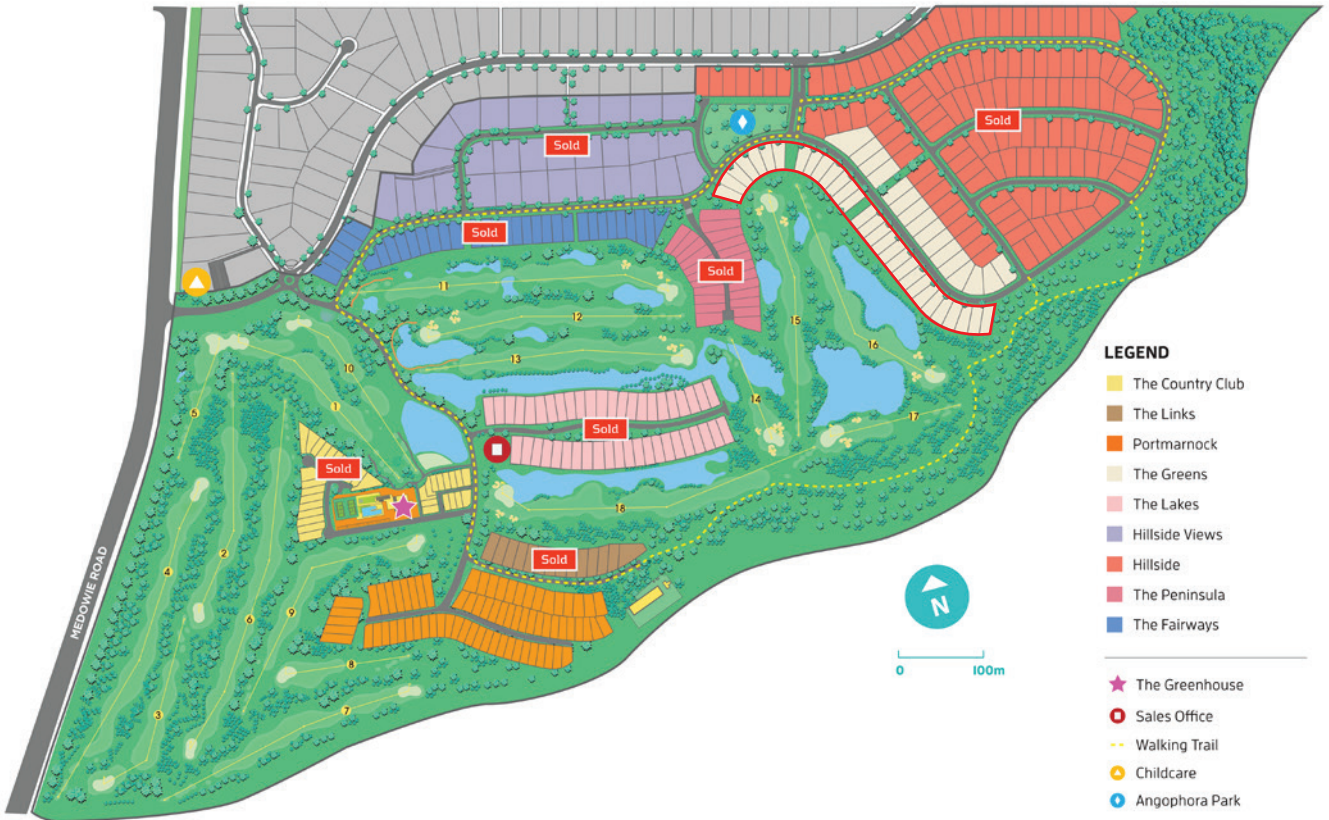 Sold
Sold
Sold
Sold
11
12
15
13
16
10
1
5
14
17
Sold
Sold
18
2
4
Sold
6
9
8
3
7
MEDOWIE ROAD
N
0 100m
LEGEND
The Country Club
The Links
Portmarnock
The Greens
The Lakes
Hillside Views
Hillside
The Peninsula
The Fairways
The Greenhouse
Sales Office
Walking Trail
Childcare
Angophora Park